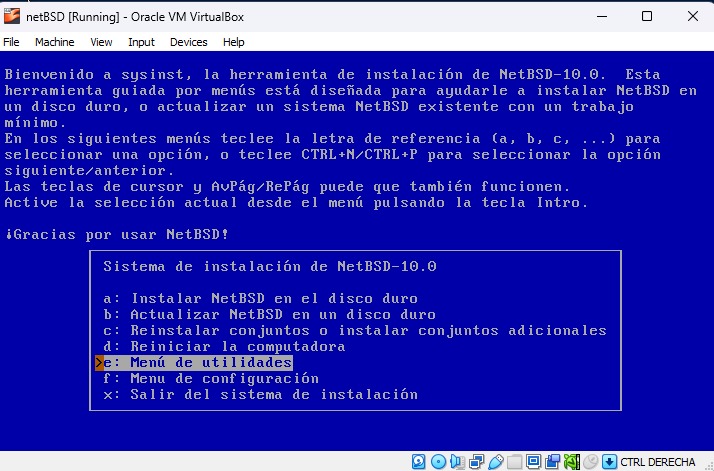 netBSD [Running] - Oracle VM VirtualBox
File Machine View Input Devices Help
Bienvenido a sysinst, la herramienta de instalación de NetBSD-10.0. Esta
herramienta guiada por menús está diseñada para ayudarle a instalar NetBSD en
un disco duro, o actualizar un sistema NetBSD existente con un trabajo
mínimo.
En los siguientes menús teclee la letra de referencia (a, b, c, ...) para
seleccionar una opción, o teclee CTRL+N/CTRL+P para seleccionar la opción
siguiente/anterior.
Las teclas de cursor y AvPág/RePág puede que también funcionen.
Active la selección actual desde el menú pulsando la tecla Intro.
¡Gracias por usar NetBSD!
Sistema de instalación de NetBSD-10.0
a: Instalar NetBSD en el disco duro
b: Actualizar NetBSD en un disco duro
c: Reinstalar conjuntos o instalar conjuntos adicionales
d: Reiniciar la computadora
>e: Menú de utilidades
f: Menu de configuración
x: Salir del sistema de instalación
CTRL DERECHA